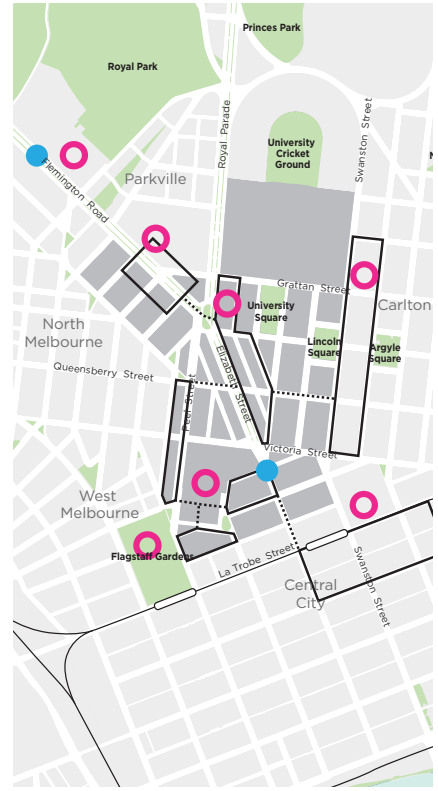 Princes Park
Royal Park
Royal Parade
Swanston Street
University
Cricket
Ground
N
Flemington Road
Parkville
Grattan Street
Carlton
University
Square
North
Melbourne
Lincoln
Square
Argyle
Square
Elizabeth Street
Queensberry Street
Peel Street
Victoria Street
West
Melbourne
Flagstaff Gardens
La Trobe Street
Swanston Street
Central
City